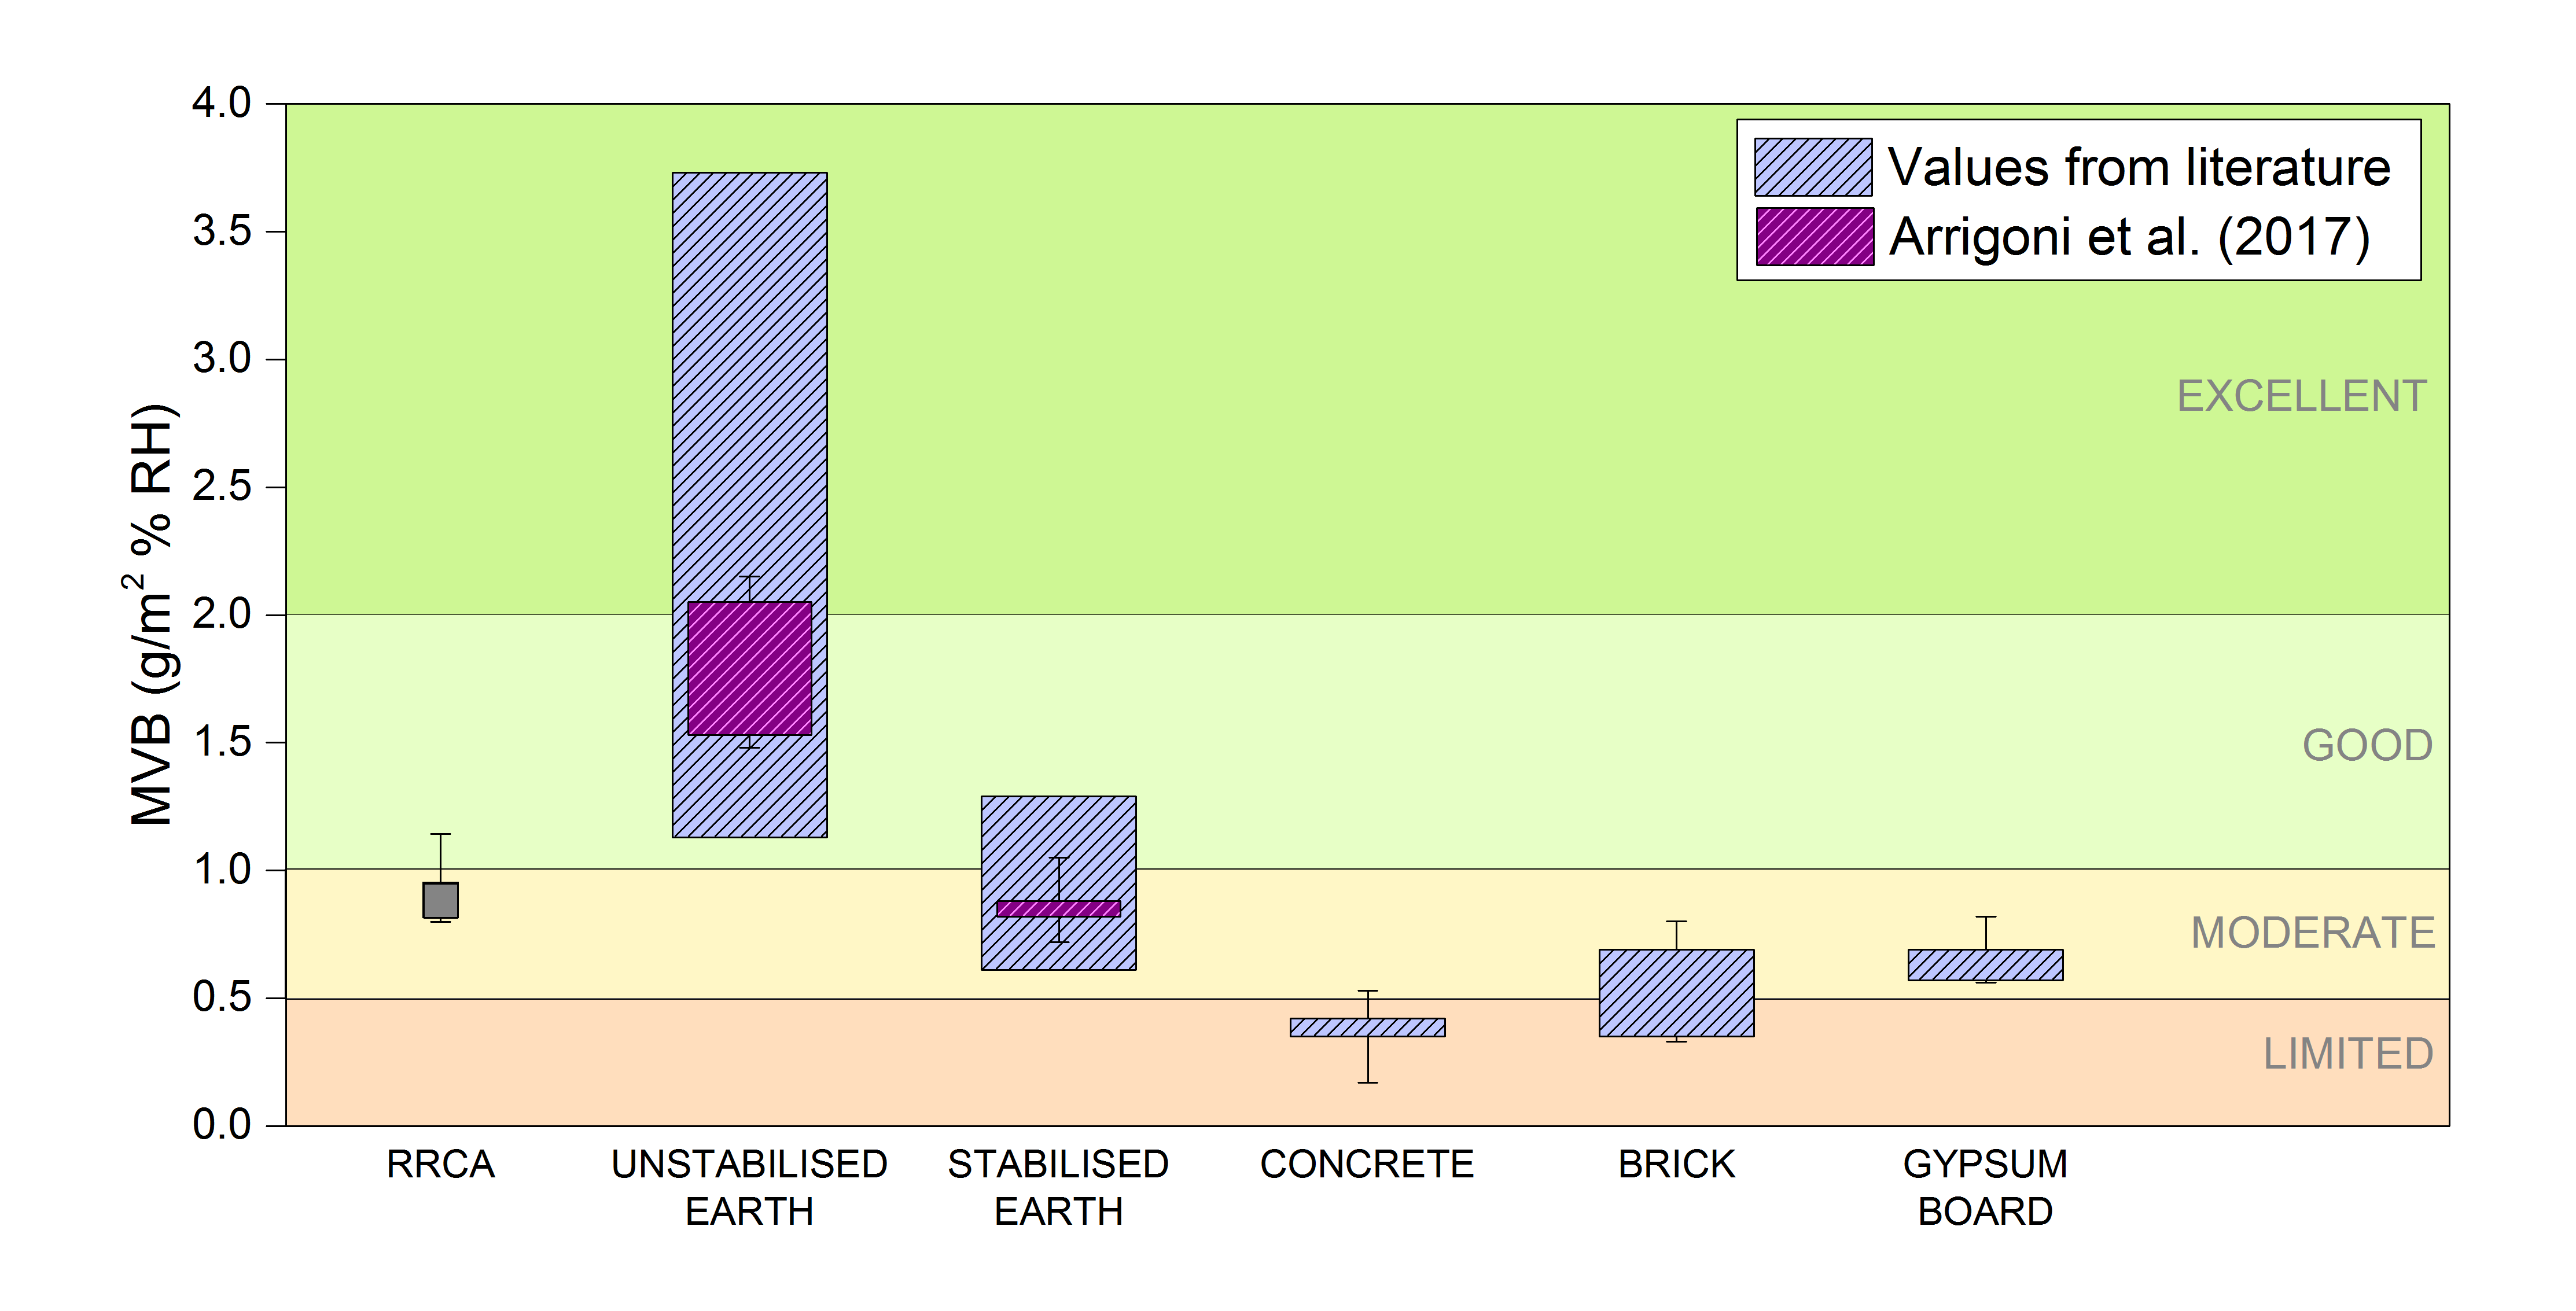 4.0
3.5
3.0
2.5
2.0
1.5
1.0
0.5
0.0
MVB (g/m² % RH)
Values from literature
Arrigoni et al. (2017)
EXCELLENT
GOOD
MODERATE
LIMITED
RRCA
UNSTABILISED
EARTH
STABILISED
EARTH
CONCRETE
BRICK
GYPSUM
BOARD